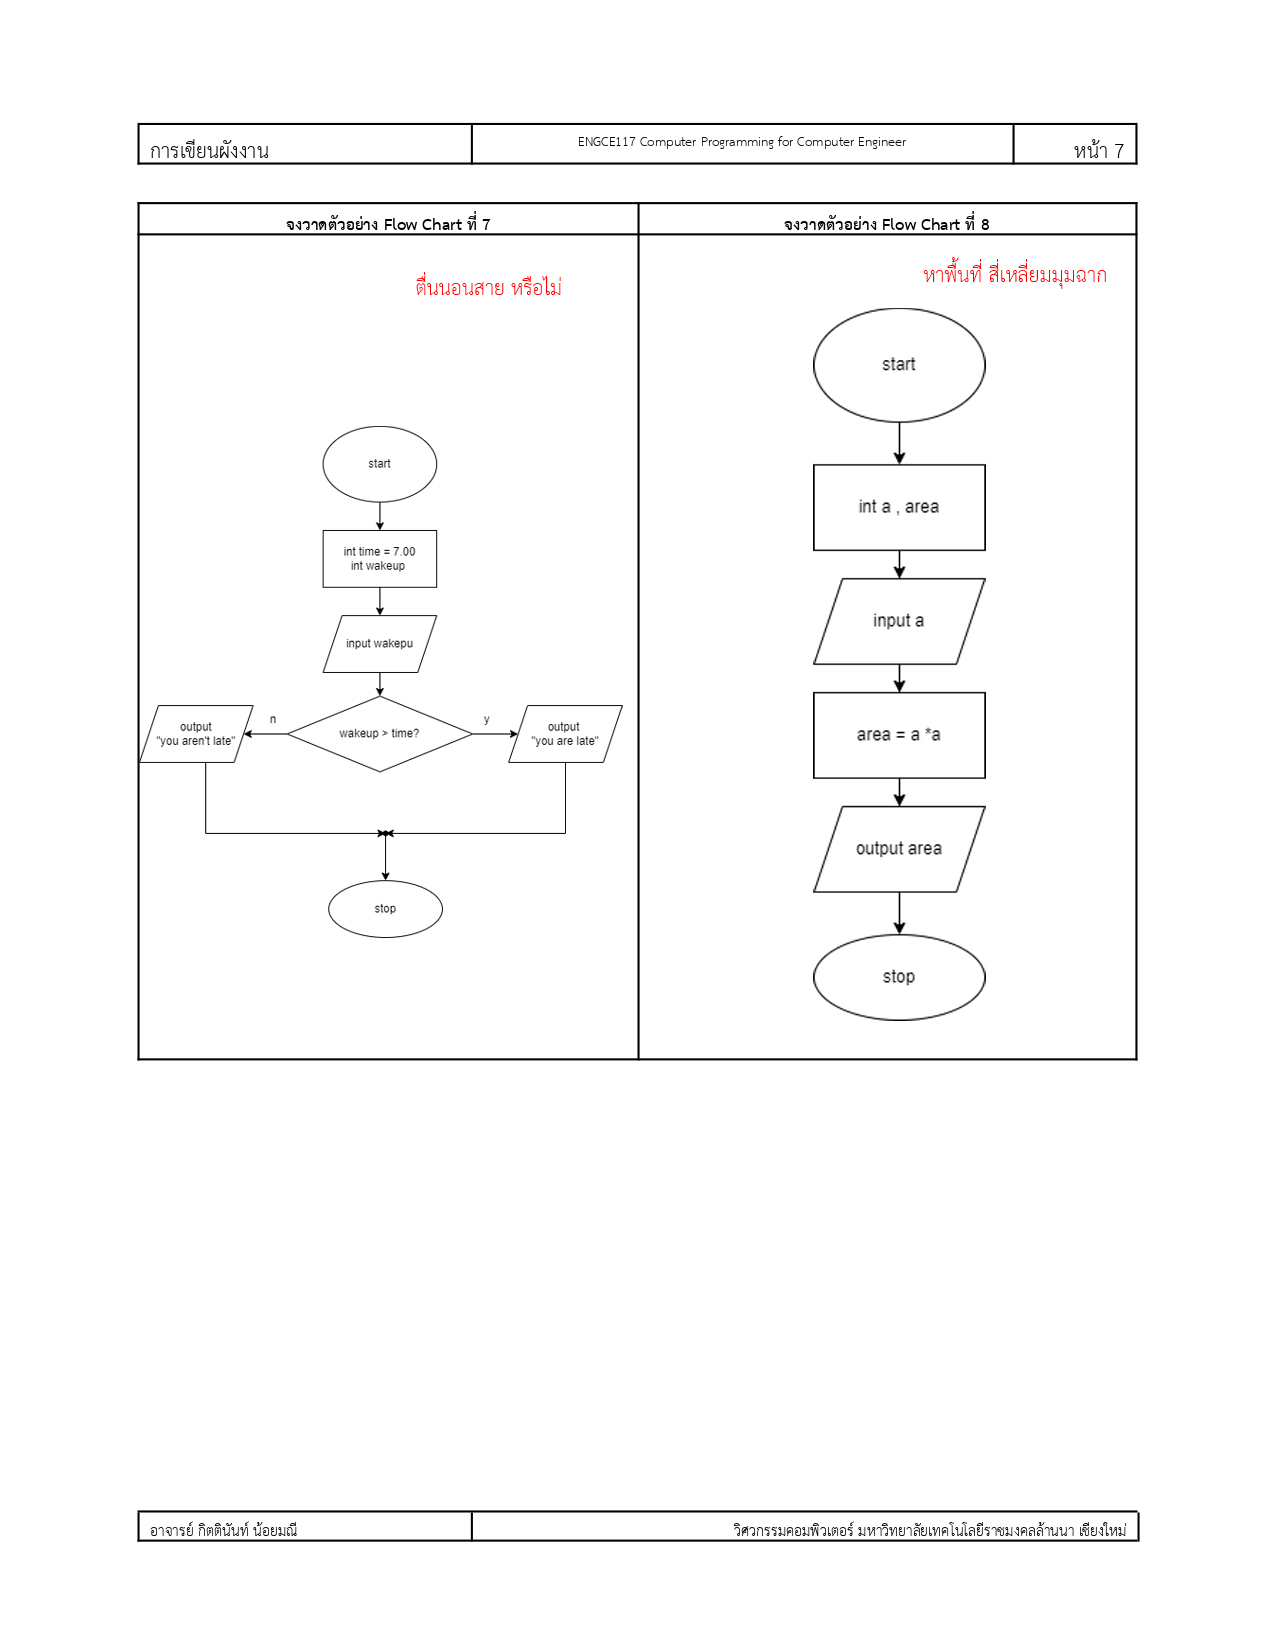 การเขียนผังงาน
ENGCE117 Computer Programming for Computer Engineer
หน้า 7
จงวาดตัวอย่าง Flow Chart ที่ 7
ตื่นนอนสาย หรือไม่
start
int time = 7.00
int wakeup
input wakepu
wakeup > time?
n
y
output
"you aren't late"
output
"you are late"
stop
จงวาดตัวอย่าง Flow Chart ที่ 8
หาพื้นที่ สี่เหลี่ยมมุมฉาก
start
int a , area
input a
area = a *a
output area
stop
อาจารย์ กิตตินันท์ น้อยมณี
วิศวกรรมคอมพิวเตอร์ มหาวิทยาลัยเทคโนโลยีราชมงคลล้านนา เชียงใหม่